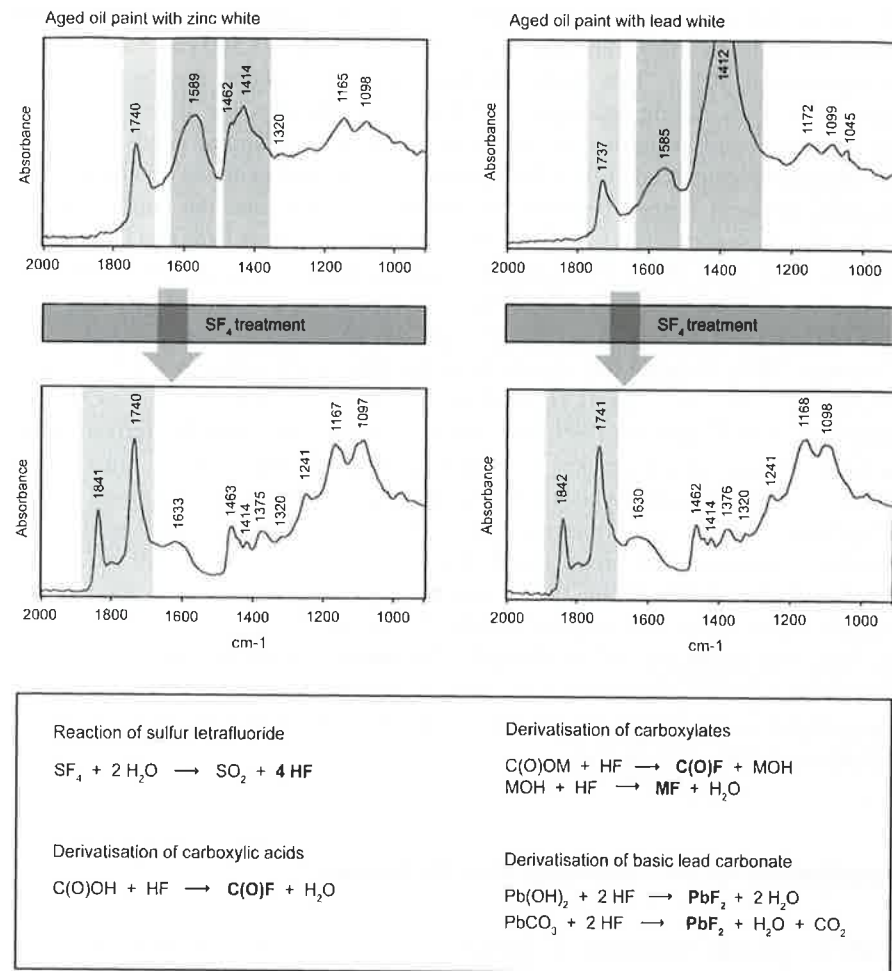 Aged oil paint with zinc white
Absorbance
1740
1589
1462
1414
1320
1165
1098
2000 1800 1600 1400 1200 1000
Aged oil paint with lead white
Absorbance
1737
1585
1412
1172
1099
1045
2000 1800 1600 1400 1200 1000
SF₄ treatment
SF₄ treatment
Absorbance
1841
1740
1633
1463
1414
1375
1320
1241
1167
1097
2000 1800 1600 1400 1200 1000
cm-1
Absorbance
1842
1741
1630
1462
1414
1376
1320
1241
1168
1098
2000 1800 1600 1400 1200 1000
cm-1
Reaction of sulfur tetrafluoride
SF₄ + 2 H₂O → SO₂ + 4 HF
Derivatisation of carboxylic acids
C(O)OH + HF → C(O)F + H₂O
Derivatisation of carboxylates
C(O)OM + HF → C(O)F + MOH
MOH + HF → MF + H₂O
Derivatisation of basic lead carbonate
Pb(OH)₂ + 2 HF → PbF₂ + 2 H₂O
PbCO₃ + 2 HF → PbF₂ + H₂O + CO₂